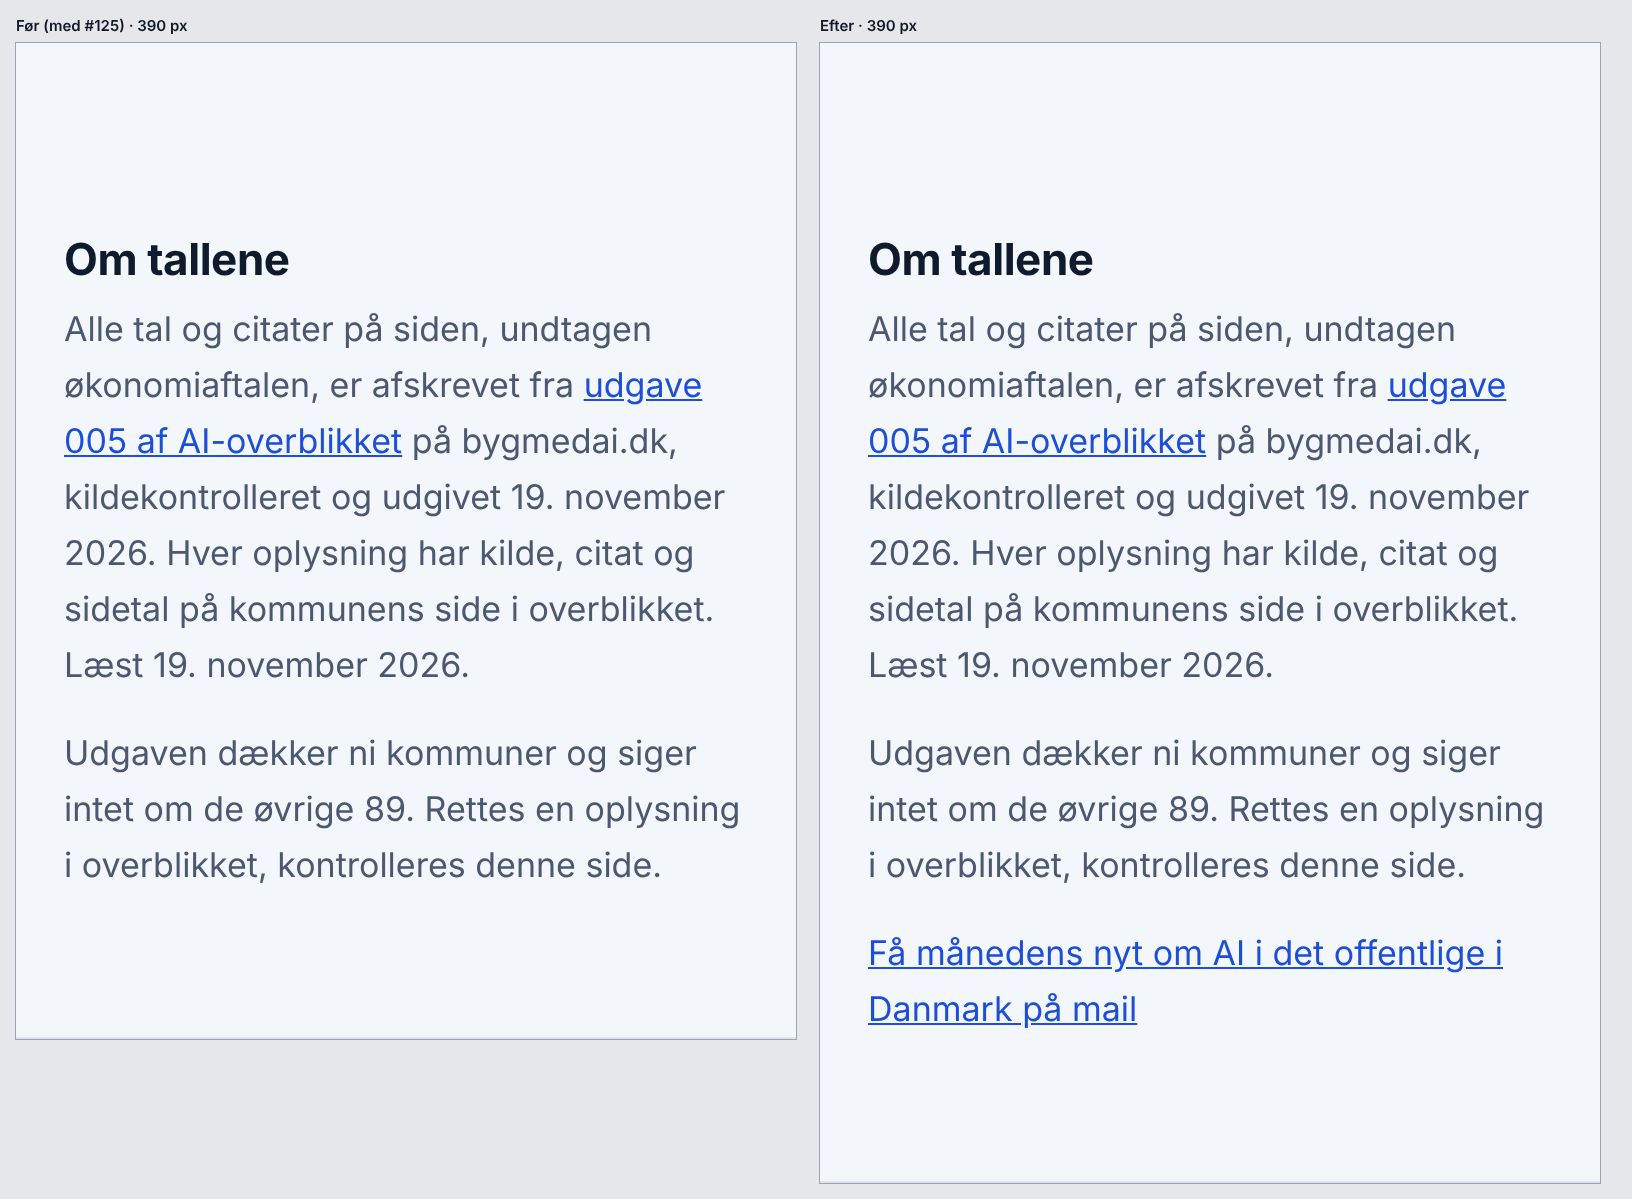 Før (med #125) · 390 px
Om tallene
Alle tal og citater på siden, undtagen
økonomiaftalen, er afskrevet fra udgave
005 af AI-overblikket på bygmedai.dk,
kildekontrolleret og udgivet 19. november
2026. Hver oplysning har kilde, citat og
sidetal på kommunens side i overblikket.
Læst 19. november 2026.
Udgaven dækker ni kommuner og siger
intet om de øvrige 89. Rettes en oplysning
i overblikket, kontrolleres denne side.
Efter · 390 px
Om tallene
Alle tal og citater på siden, undtagen
økonomiaftalen, er afskrevet fra udgave
005 af AI-overblikket på bygmedai.dk,
kildekontrolleret og udgivet 19. november
2026. Hver oplysning har kilde, citat og
sidetal på kommunens side i overblikket.
Læst 19. november 2026.
Udgaven dækker ni kommuner og siger
intet om de øvrige 89. Rettes en oplysning
i overblikket, kontrolleres denne side.
Få månedens nyt om AI i det offentlige i
Danmark på mail